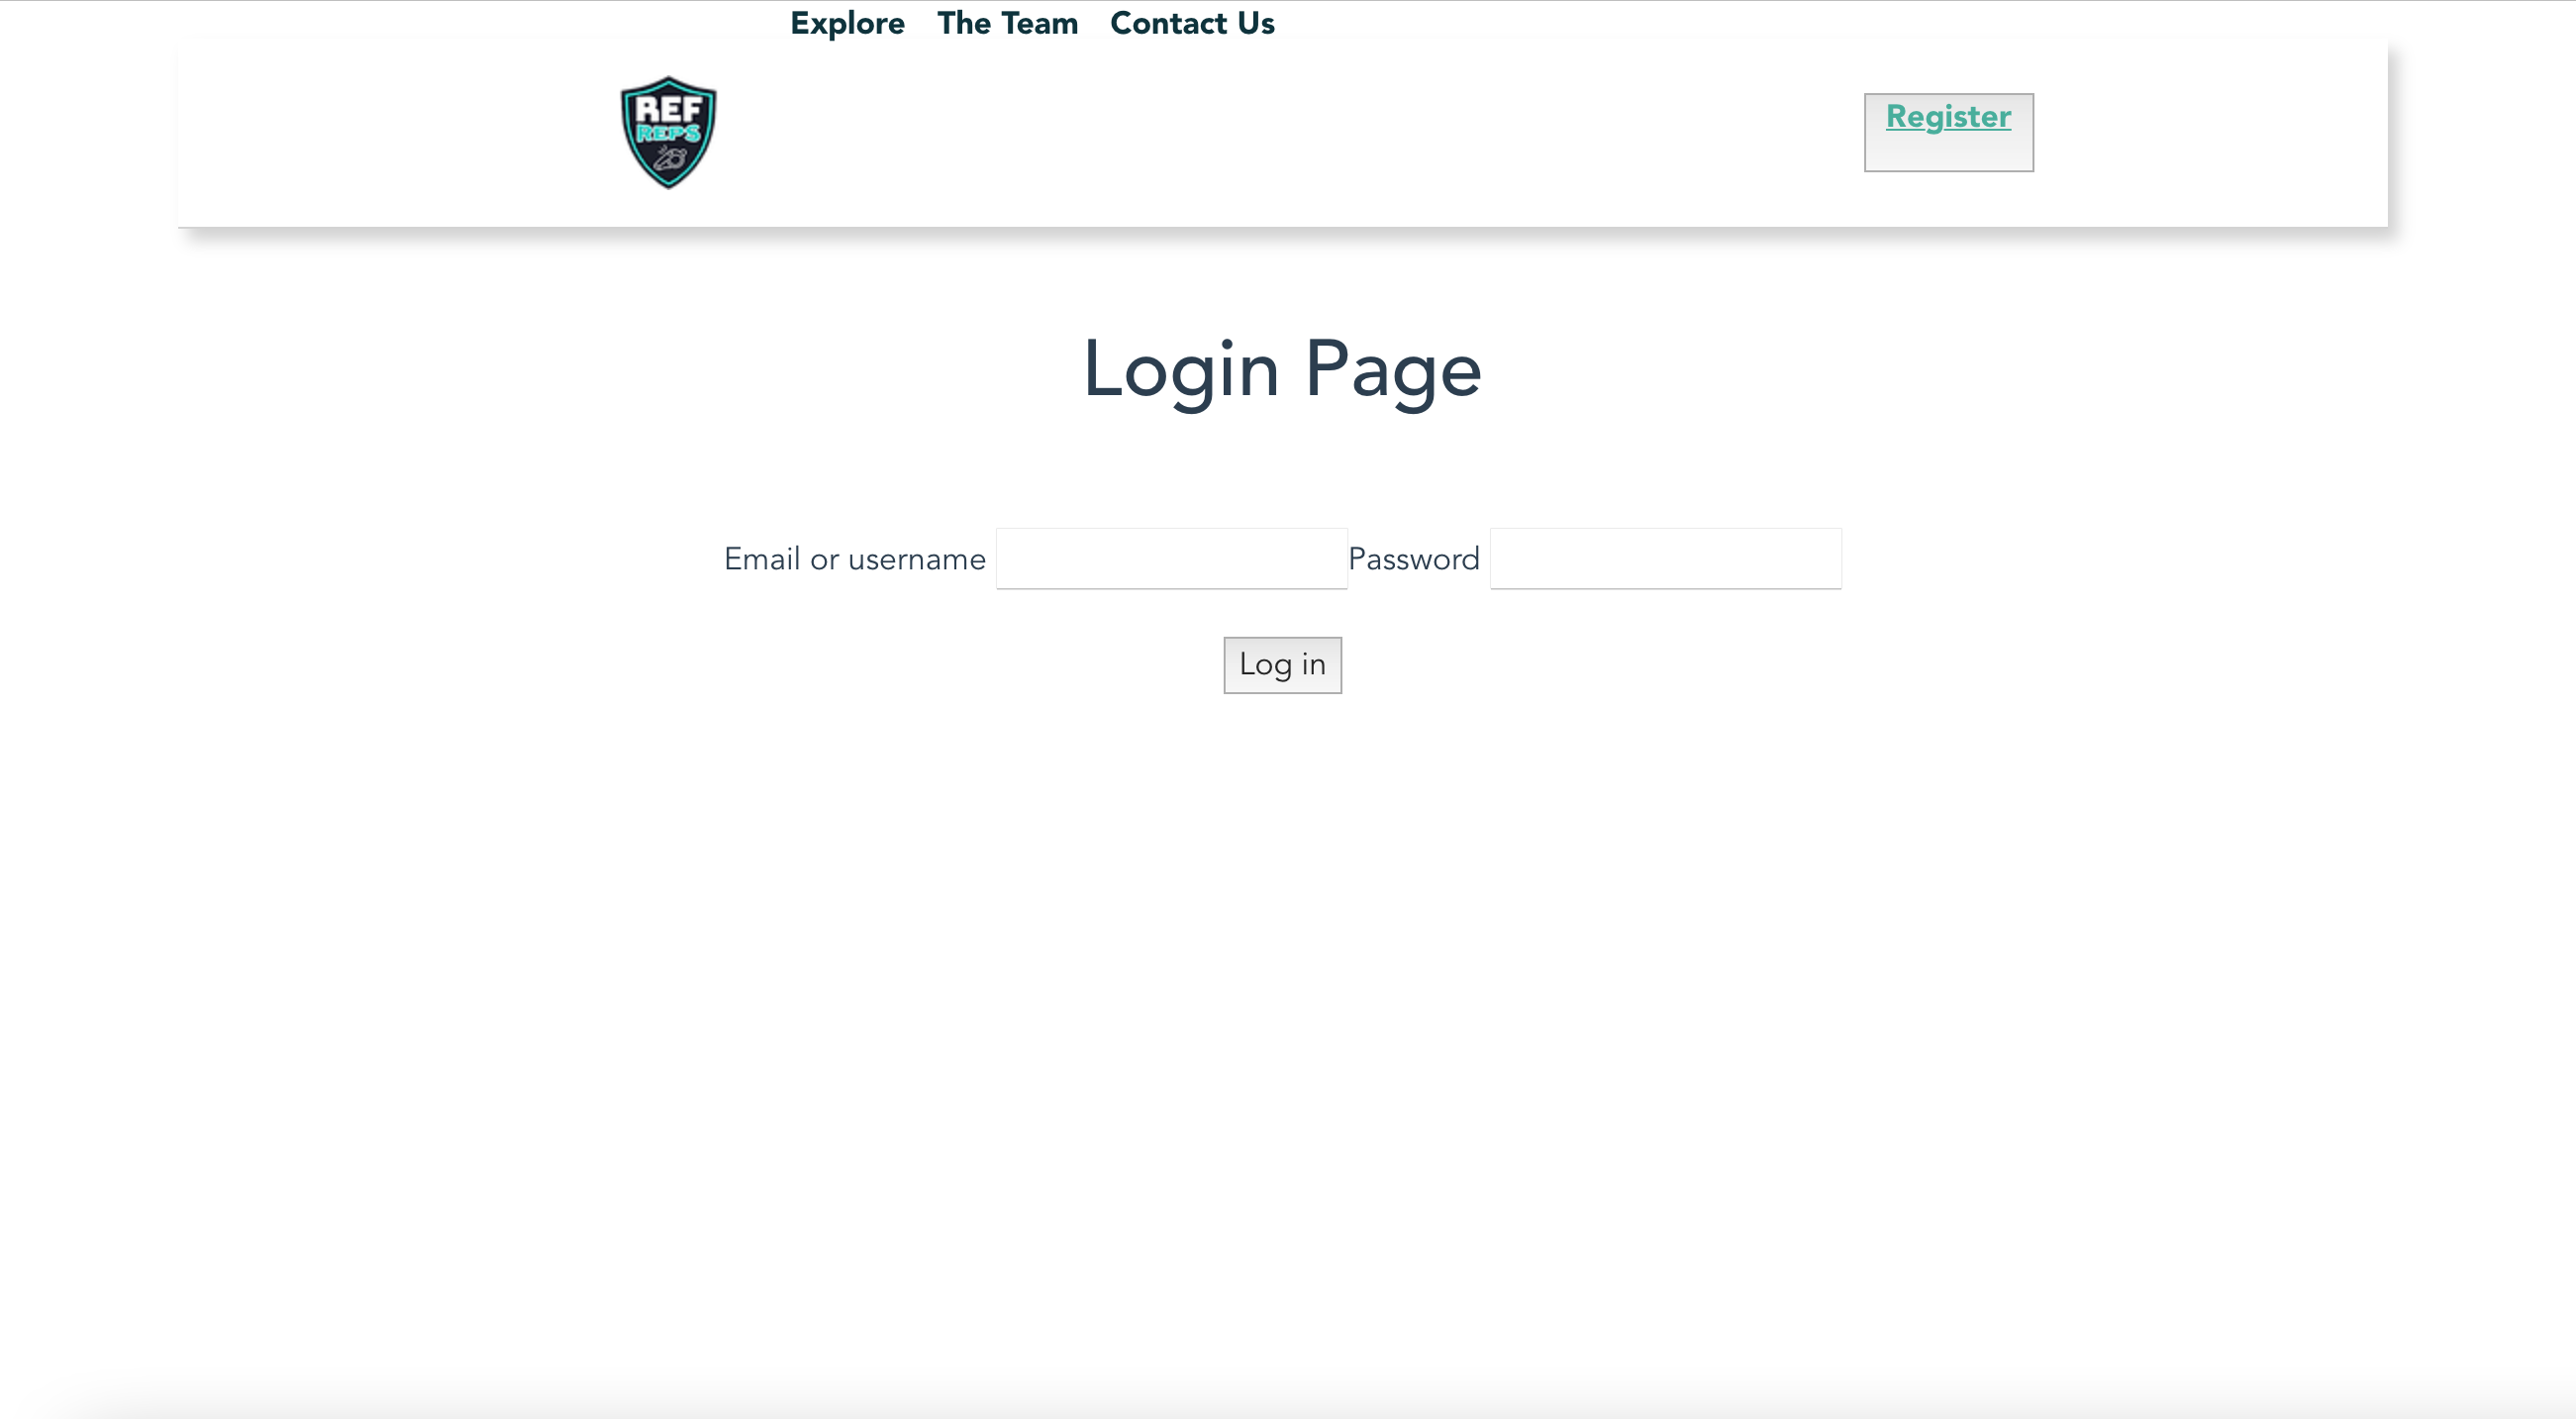 Explore The Team Contact Us
REF
REPS
Register
Login Page
Email or username Password
Log in